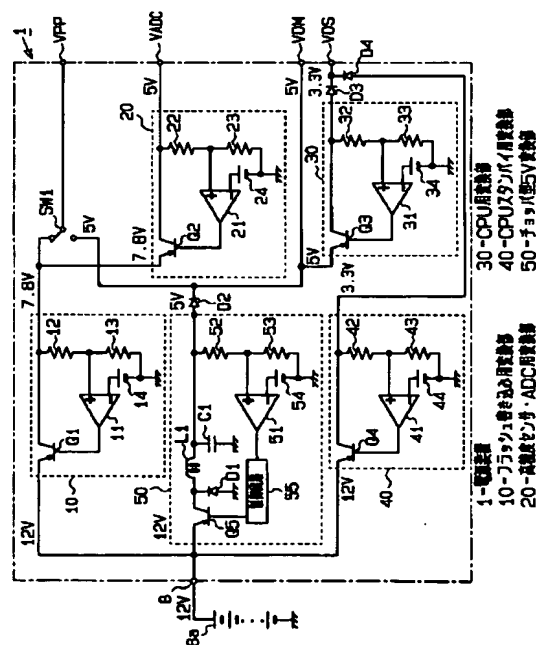 1
VPP
VADC
VDM
VDS
5V
5V
3.3V
D3
D4
20
22
23
21
24
Q2
7.8V
30
32
33
31
34
Q3
5V
SW1
5V
7.8V
5V
D2
3.3V
12
13
11
14
Q1
10
12V
50
L1
C1
D1
52
53
51
54
55
制御回路
Q5
12V
42
43
41
44
Q4
40
12V
B
12V
Ba
1-電源装置
10-フラッシュ書き込み用変換部
20-高精度センサ・ADC用変換部
30-CPU用変換部
40-CPUスタンバイ用変換部
50-チョッパ型5V変換部